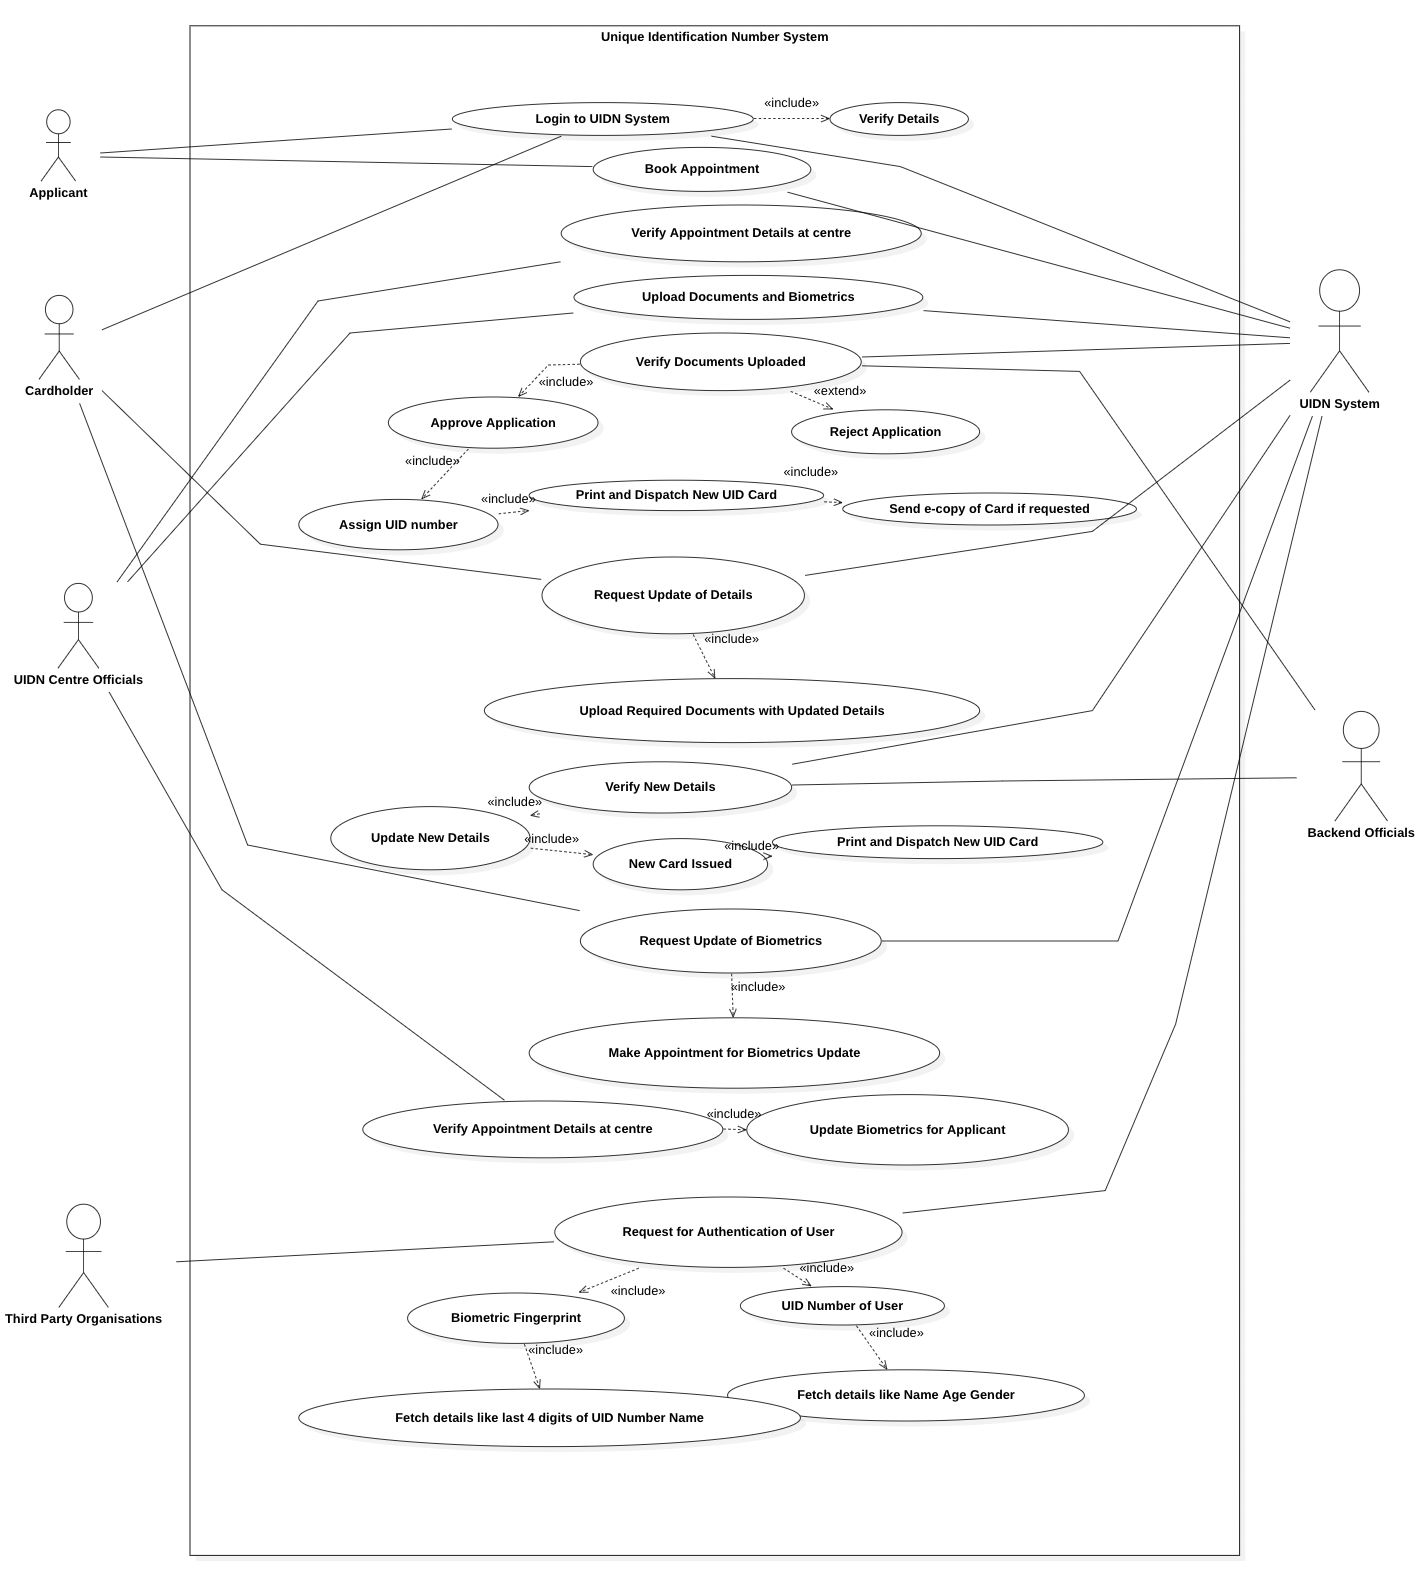 Unique Identification Number System
«include»
Login to UIDN System
Verify Details
Book Appointment
Applicant
Verify Appointment Details at centre
Upload Documents and Biometrics
Verify Documents Uploaded
«include»
«extend»
Cardholder
UIDN System
Approve Application
Reject Application
«include»
«include»
«include»
Print and Dispatch New UID Card
Send e-copy of Card if requested
Assign UID number
Request Update of Details
«include»
UIDN Centre Officials
Upload Required Documents with Updated Details
Verify New Details
«include»
Backend Officials
Update New Details
«include»
«include»
Print and Dispatch New UID Card
New Card Issued
Request Update of Biometrics
«include»
Make Appointment for Biometrics Update
«include»
Verify Appointment Details at centre
Update Biometrics for Applicant
Request for Authentication of User
«include»
«include»
UID Number of User
Third Party Organisations
Biometric Fingerprint
«include»
«include»
Fetch details like Name Age Gender
Fetch details like last 4 digits of UID Number Name